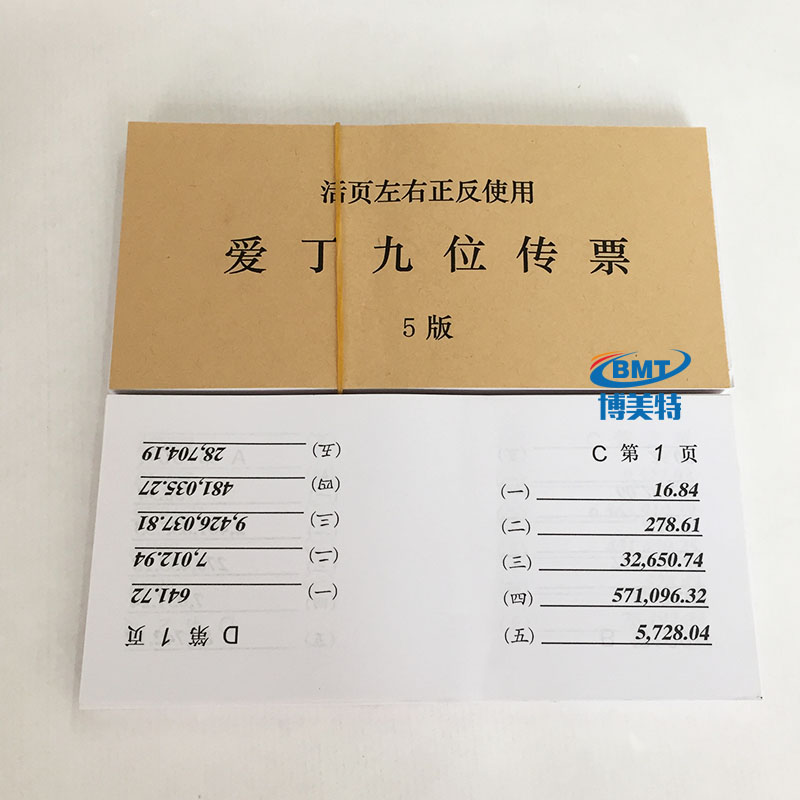 活页左右正反使用
爱丁九位传票
5版
BMT
博美特
C 第 1 页
(一) 16.84
(二) 278.61
(三) 32,650.74
(四) 571,096.32
(五) 5,728.04
D 第 1 页
(一) 641.72
(二) 7,012.94
(三) 9,426,037.81
(四) 481,035.27
(五) 28,704.19